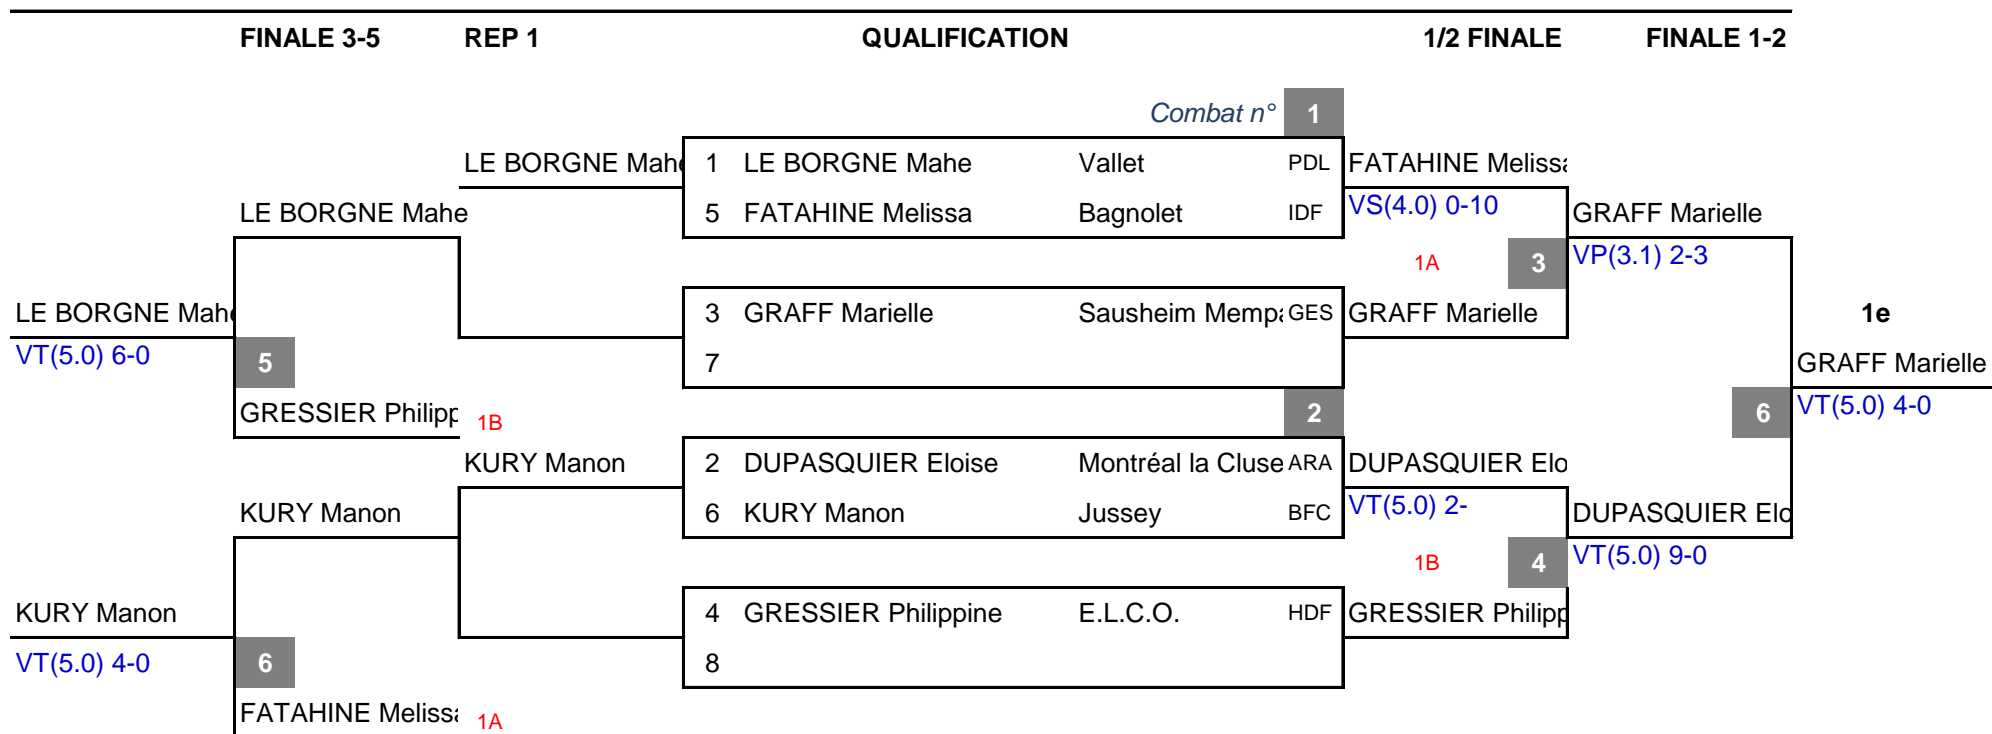 FINALE 3-5 REP 1 QUALIFICATION 1/2 FINALE FINALE 1-2
Combat n° 1
LE BORGNE Mahe 1 LE BORGNE Mahe Vallet PDL FATAHINE Melissa
LE BORGNE Mahe 5 FATAHINE Melissa Bagnolet IDF VS(4.0) 0-10 GRAFF Marielle
1A 3 VP(3.1) 2-3
LE BORGNE Mahe 3 GRAFF Marielle Sausheim Mempa GES GRAFF Marielle 1e
VT(5.0) 6-0 5 7 GRAFF Marielle
GRESSIER Philipp 1B 2 6 VT(5.0) 4-0
KURY Manon 2 DUPASQUIER Eloise Montréal la Cluse ARA DUPASQUIER Elo
KURY Manon 6 KURY Manon Jussey BFC VT(5.0) 2- DUPASQUIER Elo
1B 4 VT(5.0) 9-0
KURY Manon 4 GRESSIER Philippine E.L.C.O. HDF GRESSIER Philipp
VT(5.0) 4-0 6 8
FATAHINE Melissa 1A